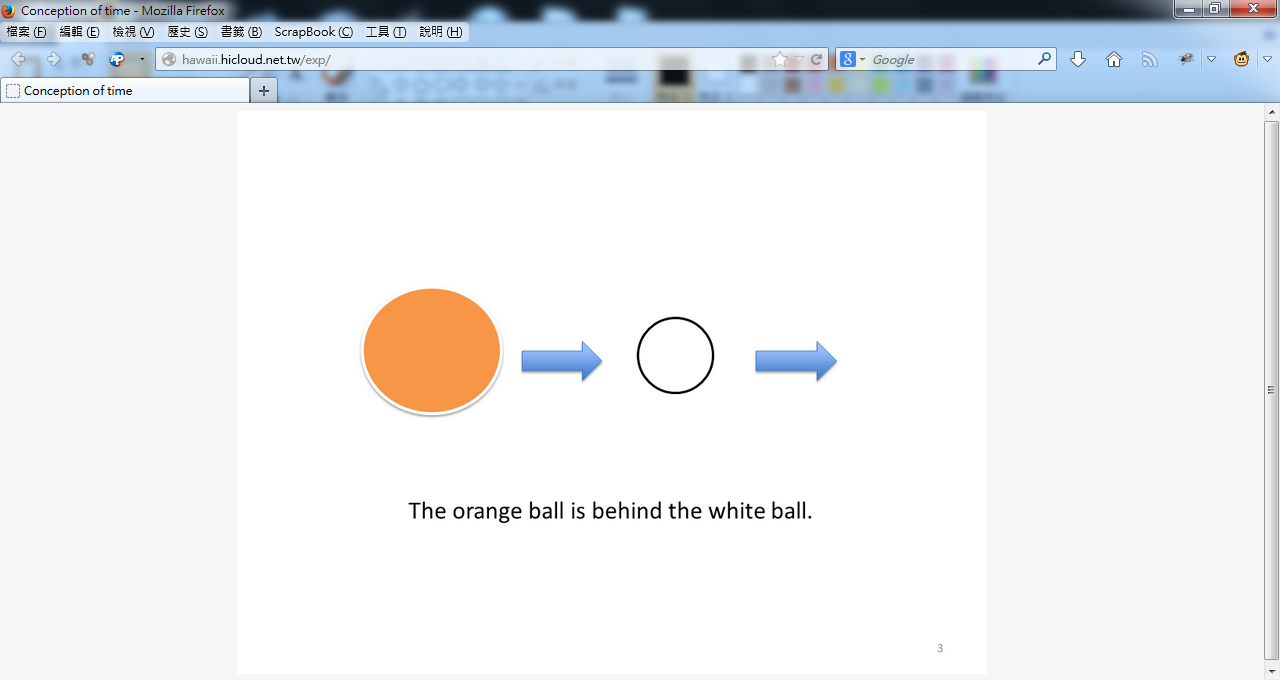 Conception of time - Mozilla Firefox
檔案 (F) 編輯 (E) 檢視 (V) 歷史 (S) 書籤 (B) ScrapBook (C) 工具 (T) 說明 (H)
hawaii.hicloud.net.tw/exp/
Google
Conception of time
The orange ball is behind the white ball.
3